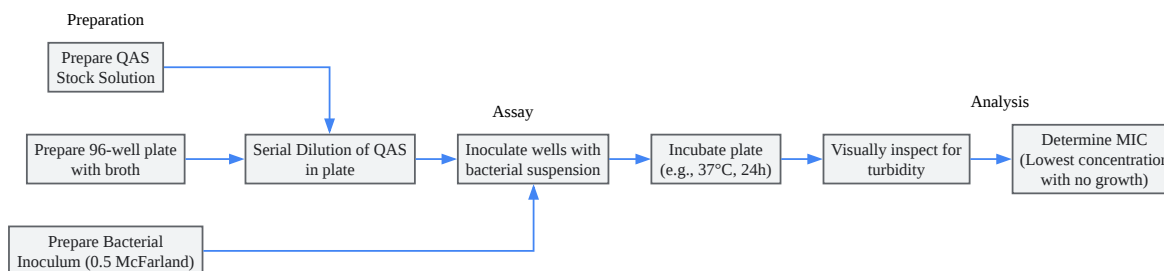 Preparation
Prepare QAS
Stock Solution
Assay
Analysis
Prepare 96-well plate
with broth
Serial Dilution of QAS
in plate
Inoculate wells with
bacterial suspension
Incubate plate
(e.g., 37°C, 24h)
Visually inspect for
turbidity
Determine MIC
(Lowest concentration
with no growth)
Prepare Bacterial
Inoculum (0.5 McFarland)